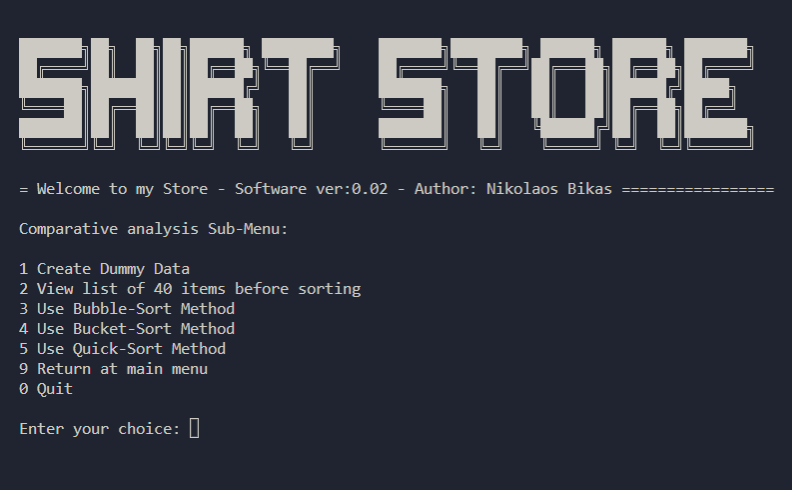 SHIRT STORE
= Welcome to my Store - Software ver:0.02 - Author: Nikolaos Bikas =================
Comparative analysis Sub-Menu:
1 Create Dummy Data
2 View list of 40 items before sorting
3 Use Bubble-Sort Method
4 Use Bucket-Sort Method
5 Use Quick-Sort Method
9 Return at main menu
0 Quit
Enter your choice: